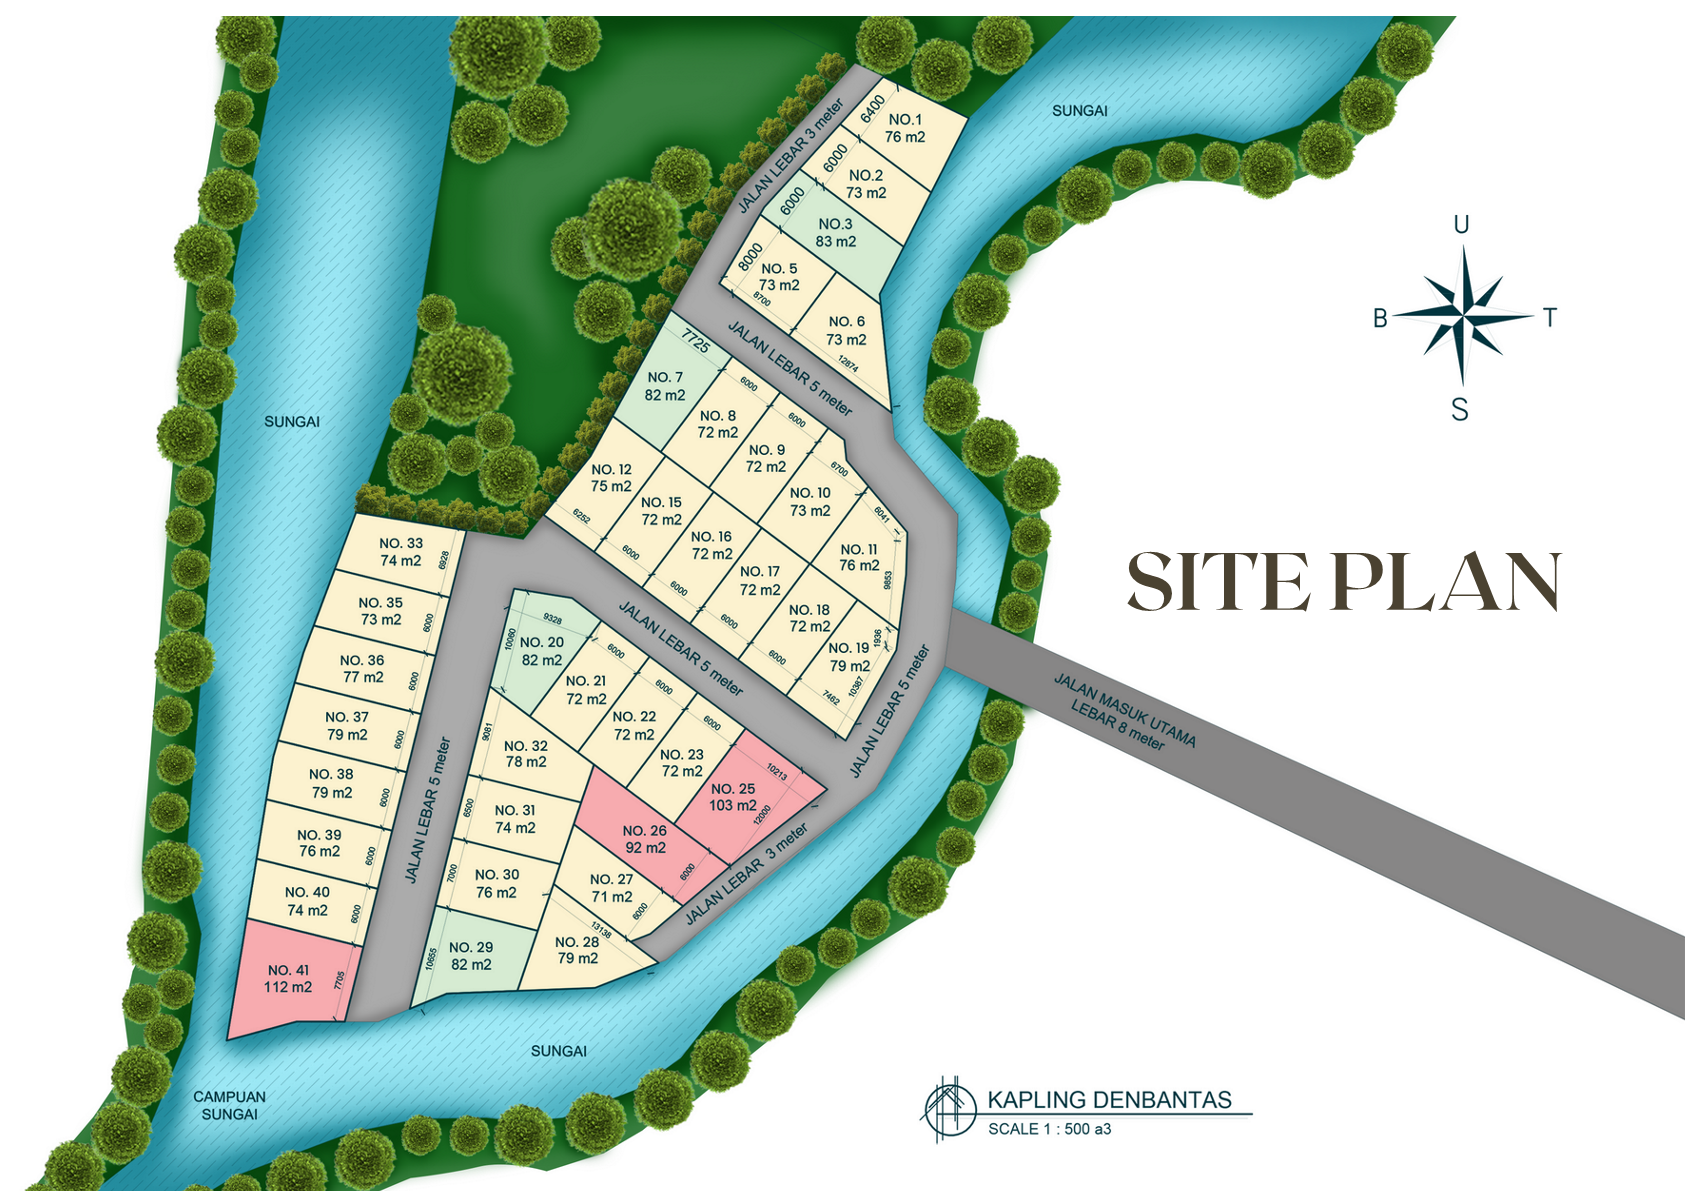 SUNGAI
JALAN LEBAR 3 meter
6400
NO.1
76 m2
6000
NO.2
73 m2
6000
NO.3
83 m2
8000
NO. 5
73 m2
8700
NO. 6
73 m2
12874
JALAN LEBAR 5 meter
U
B
T
S
7725
NO. 7
82 m2
6000
NO. 8
72 m2
6000
NO. 9
72 m2
6700
NO. 10
73 m2
6041
NO. 11
76 m2
9853
SUNGAI
NO. 12
75 m2
6252
NO. 15
72 m2
6000
NO. 16
72 m2
6000
NO. 17
72 m2
6000
NO. 18
72 m2
6000
NO. 19
79 m2
1936
10387
7462
JALAN LEBAR 5 meter
JALAN LEBAR 5 meter
SITE PLAN
JALAN MASUK UTAMA
LEBAR 8 meter
NO. 33
74 m2
6928
NO. 35
73 m2
6000
NO. 36
77 m2
6000
NO. 37
79 m2
6000
NO. 38
79 m2
6000
NO. 39
76 m2
6000
NO. 40
74 m2
6000
NO. 41
112 m2
7705
JALAN LEBAR 5 meter
9328
10060
NO. 20
82 m2
6000
NO. 21
72 m2
6000
NO. 22
72 m2
6000
NO. 23
72 m2
10213
NO. 25
103 m2
12000
9081
NO. 32
78 m2
6500
NO. 31
74 m2
NO. 26
92 m2
6000
JALAN LEBAR 3 meter
7000
NO. 30
76 m2
NO. 27
71 m2
6000
13138
NO. 28
79 m2
10655
NO. 29
82 m2
SUNGAI
CAMPUAN
SUNGAI
KAPLING DENBANTAS
SCALE 1 : 500 a3